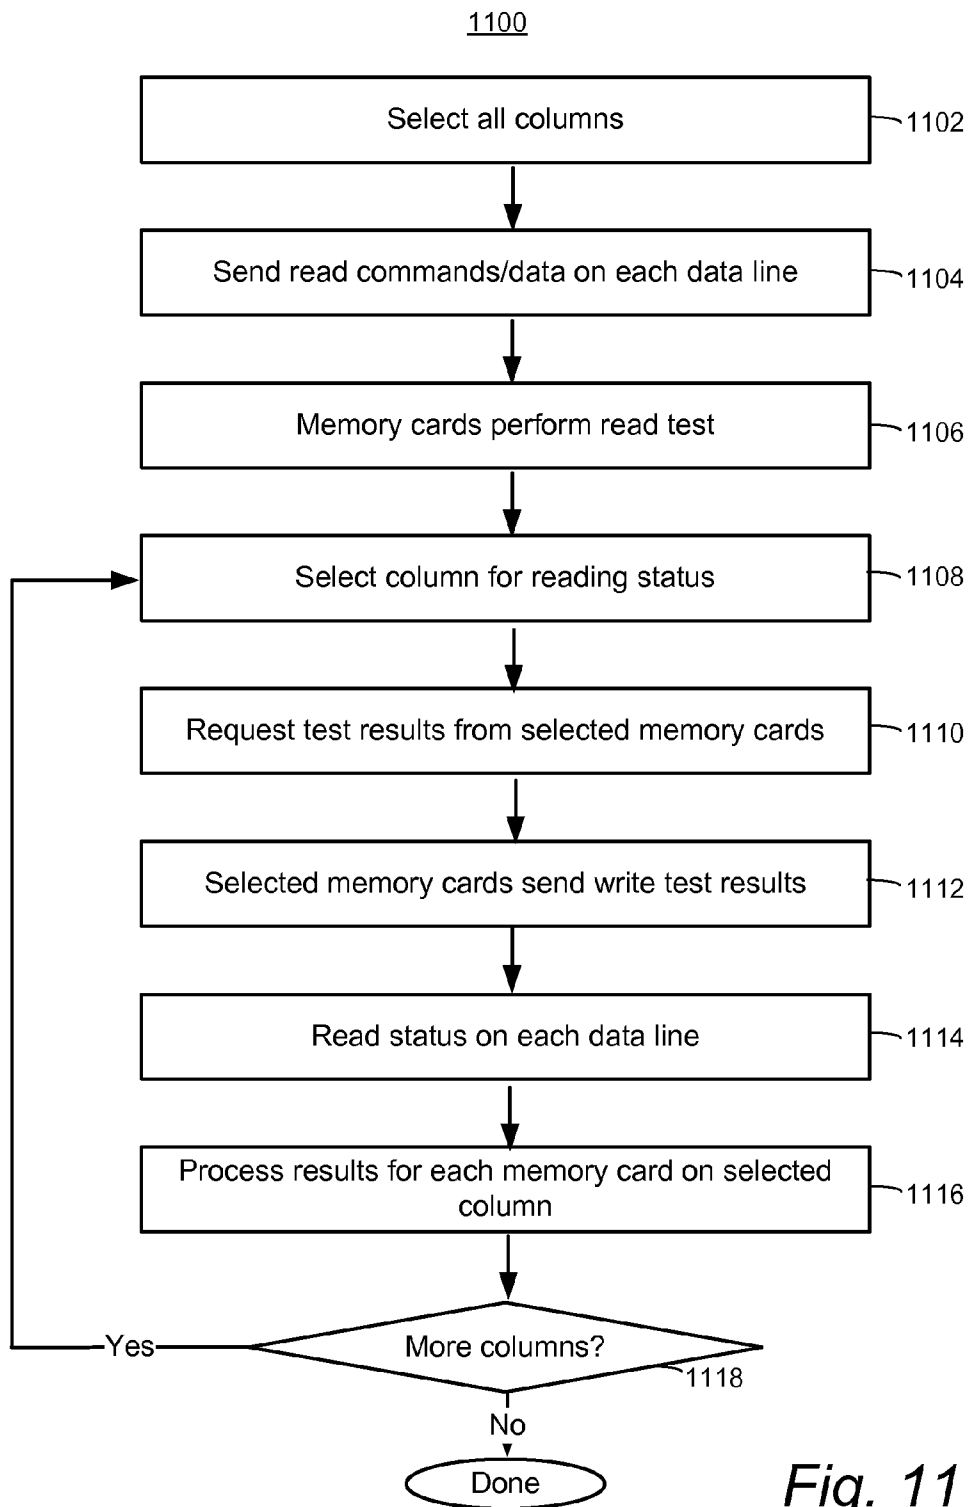 1100
Select all columns
1102
Send read commands/data on each data line
1104
Memory cards perform read test
1106
Select column for reading status
1108
Request test results from selected memory cards
1110
Selected memory cards send write test results
1112
Read status on each data line
1114
Process results for each memory card on selected
column
1116
More columns?
Yes
1118
No
Done
Fig. 11